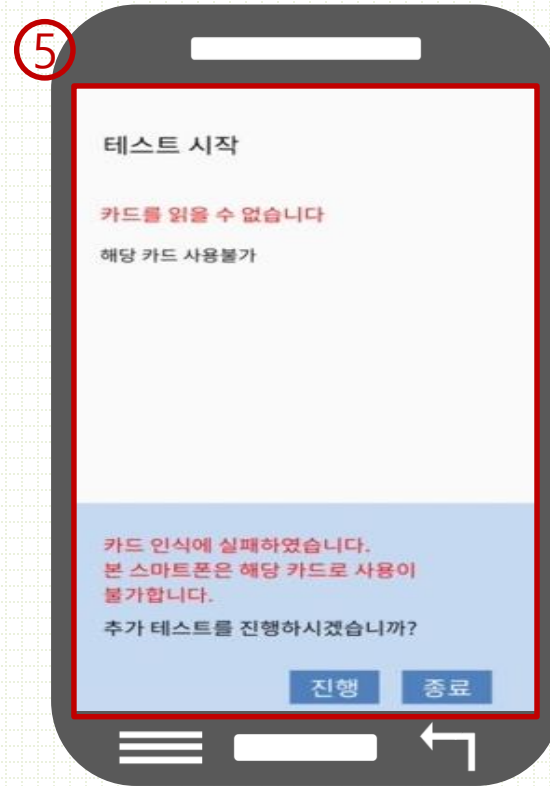 ⑤
테스트 시작
카드를 읽을 수 없습니다
해당 카드 사용불가
카드 인식에 실패하였습니다.
본 스마트폰은 해당 카드로 사용이
불가합니다.
추가 테스트를 진행하시겠습니까?
진행 종료